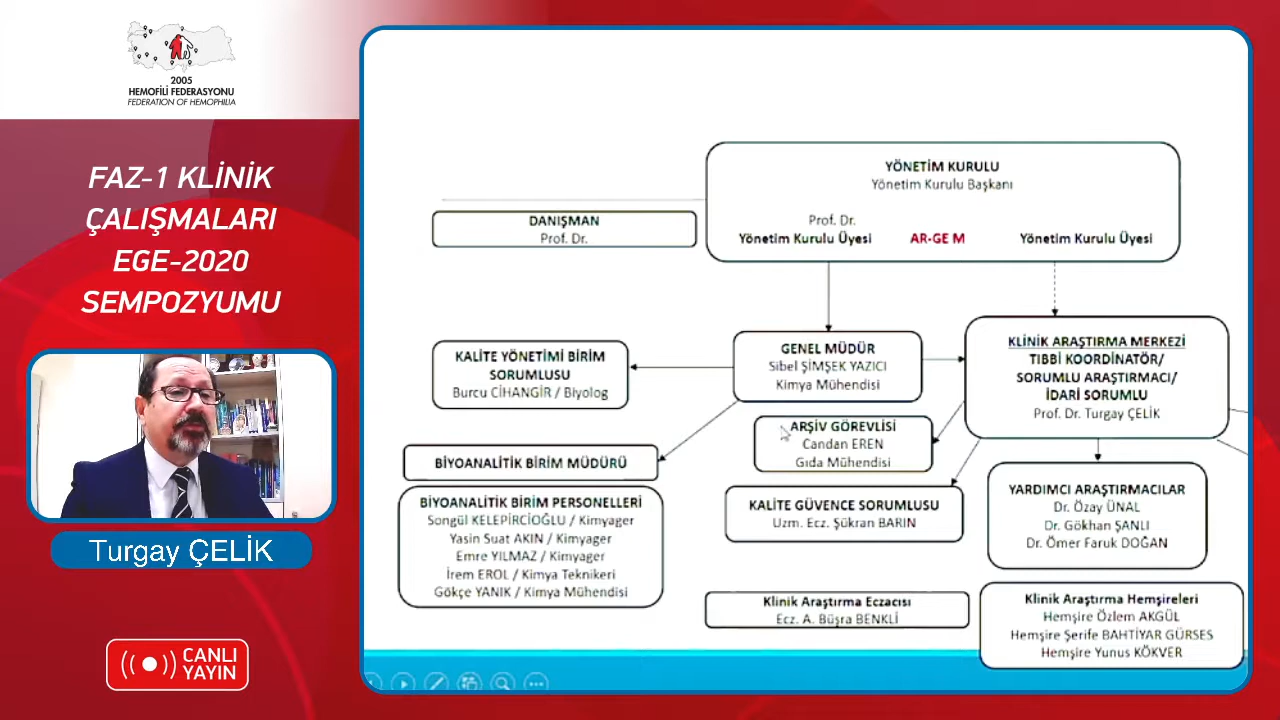 2005
HEMOFİLİ FEDERASYONU
FEDERATION OF HEMOPHILIA
FAZ-1 KLİNİK
ÇALIŞMALARI
EGE-2020
SEMPOZYUMU
Turgay ÇELİK
CANLI
YAYIN
YÖNETİM KURULU
Yönetim Kurulu Başkanı
Prof. Dr.
Yönetim Kurulu Üyesi AR-GE M Yönetim Kurulu Üyesi
DANIŞMAN
Prof. Dr.
GENEL MÜDÜR
Sibel ŞİMŞEK YAZICI
Kimya Mühendisi
KLİNİK ARAŞTIRMA MERKEZİ
TIBBİ KOORDİNATÖR/
SORUMLU ARAŞTIRMACI/
İDARİ SORUMLU
Prof. Dr. Turgay ÇELİK
KALİTE YÖNETİMİ BİRİM
SORUMLUSU
Burcu CİHANGİR / Biyolog
ARŞİV GÖREVLİSİ
Candan EREN
Gıda Mühendisi
BİYOANALİTİK BİRİM MÜDÜRÜ
BİYOANALİTİK BİRİM PERSONELLERİ
Songül KELEPİRCİOĞLU / Kimyager
Yasin Suat AKIN / Kimyager
Emre YILMAZ / Kimyager
İrem EROL / Kimya Teknikeri
Gökçe YANIK / Kimya Mühendisi
KALİTE GÜVENCE SORUMLUSU
Uzm. Ecz. Şükran BARIN
YARDIMCI ARAŞTIRMACILAR
Dr. Özay ÜNAL
Dr. Gökhan ŞANLI
Dr. Ömer Faruk DOĞAN
Klinik Araştırma Eczacısı
Ecz. A. Büşra BENKLİ
Klinik Araştırma Hemşireleri
Hemşire Özlem AKGÜL
Hemşire Şerife BAHTİYAR GÜRSES
Hemşire Yunus KÖKVER